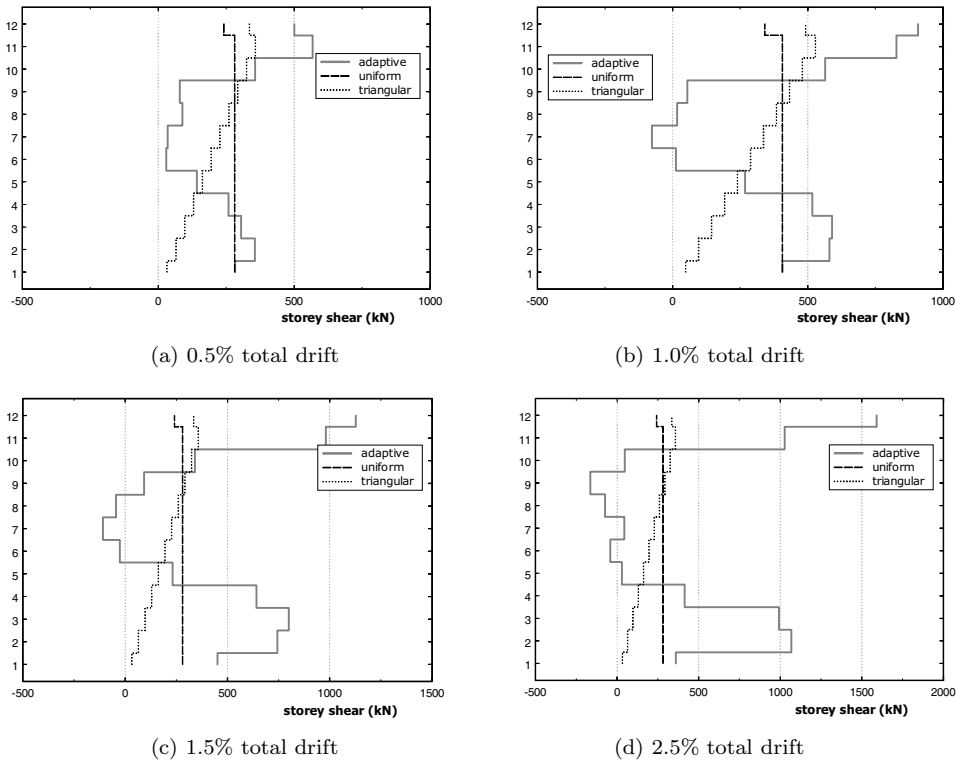 12
11
10
9
8
7
6
5
4
3
2
1
adaptive
uniform
triangular
-500 0 500 1000
storey shear (kN)
(a) 0.5% total drift
12
11
10
9
8
7
6
5
4
3
2
1
adaptive
uniform
triangular
-500 0 500 1000
storey shear (kN)
(b) 1.0% total drift
12
11
10
9
8
7
6
5
4
3
2
1
adaptive
uniform
triangular
-500 0 500 1000 1500
storey shear (kN)
(c) 1.5% total drift
12
11
10
9
8
7
6
5
4
3
2
1
adaptive
uniform
triangular
-500 0 500 1000 1500 2000
storey shear (kN)
(d) 2.5% total drift